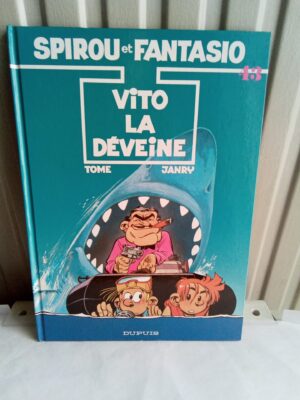 SPIROU et FANTASIO
43
ViTO
LA
DÉVEiNE
TOME JANRY
DUPUIS